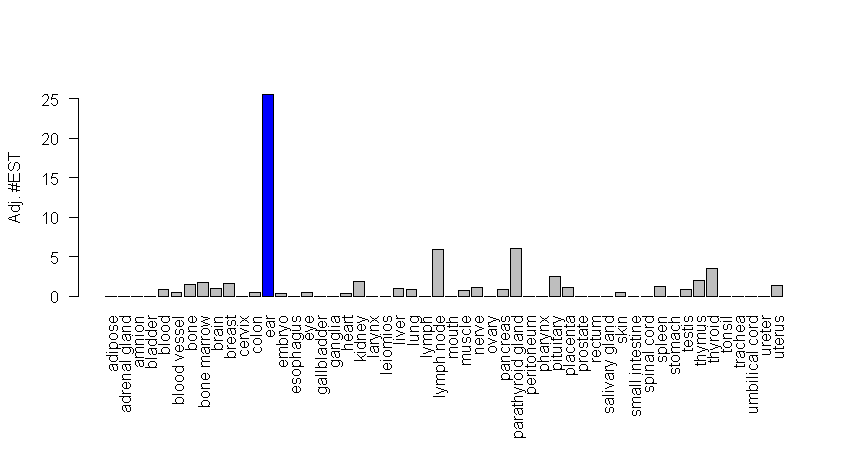 Adj. #EST
25
20
15
10
5
0
adipose
adrenal gland
amnion
bladder
blood
blood vessel
bone
bone marrow
brain
breast
cervix
colon
ear
embryo
esophagus
eye
gallbladder
ganglia
heart
kidney
larynx
leiomios
liver
lung
lymph
lymph node
mouth
muscle
nerve
ovary
pancreas
parathyroid gland
peritoneum
pharynx
pituitary
placenta
prostate
rectum
salivary gland
skin
small intestine
spinal cord
spleen
stomach
testis
thymus
thyroid
tonsil
trachea
umbilical cord
ureter
uterus